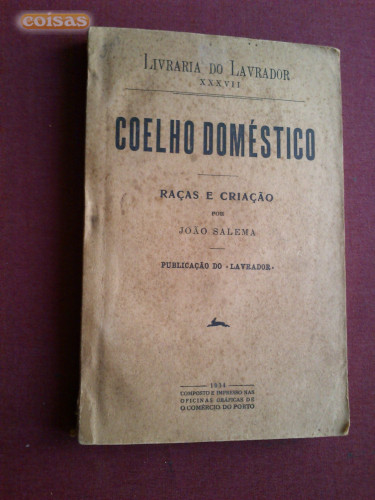 coisas
LIVRARIA DO LAVRADOR
XXXVII
COELHO DOMÉSTICO
RAÇAS E CRIAÇÃO
POR
JOÃO SALEMA
PUBLICAÇÃO DO «LAVRADOR»
1934
COMPOSTO E IMPRESSO NAS
OFICINAS GRÁFICAS DE
O COMÉRCIO DO PORTO